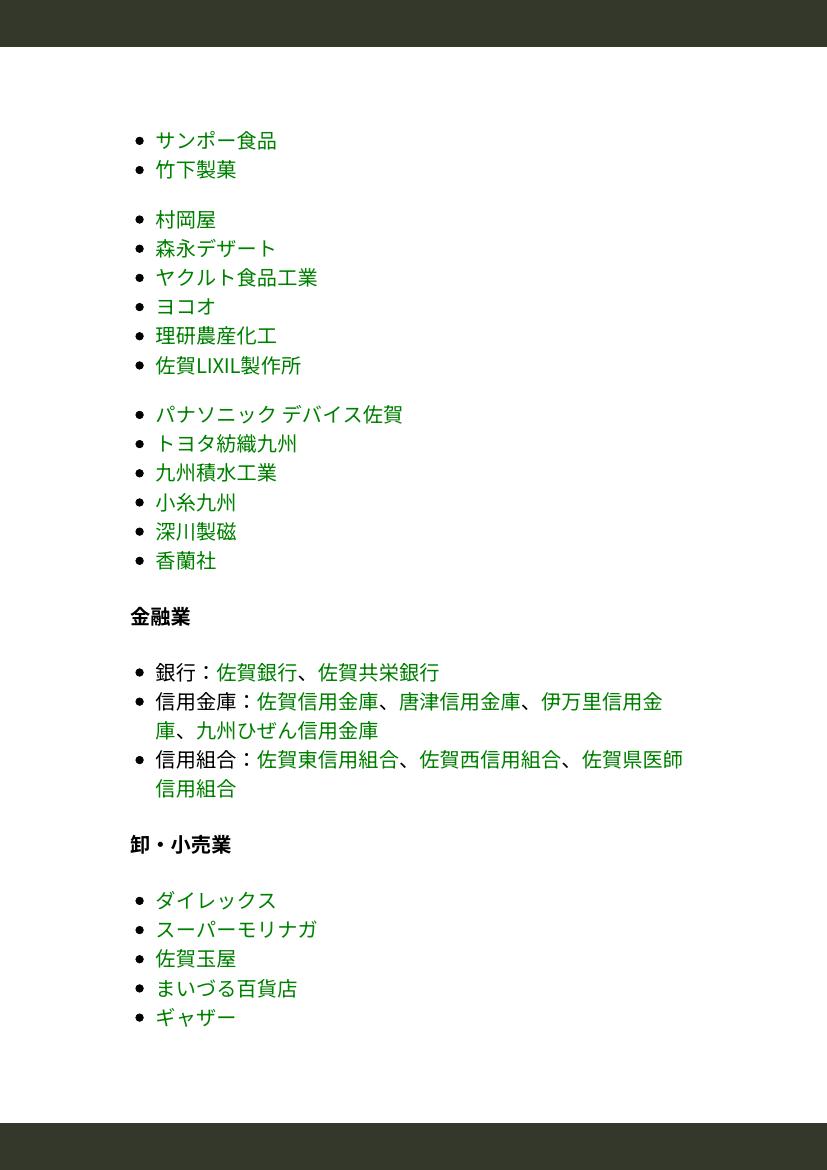 サンポー食品
竹下製菓
村岡屋
森永デザート
ヤクルト食品工業
ヨコオ
理研農産化工
佐賀LIXIL製作所
パナソニック デバイス佐賀
トヨタ紡織九州
九州積水工業
小糸九州
深川製磁
香蘭社
金融業
銀行：佐賀銀行、佐賀共栄銀行
信用金庫：佐賀信用金庫、唐津信用金庫、伊万里信用金
庫、九州ひぜん信用金庫
信用組合：佐賀東信用組合、佐賀西信用組合、佐賀県医師
信用組合
卸・小売業
ダイレックス
スーパーモリナガ
佐賀玉屋
まいづる百貨店
ギャザー